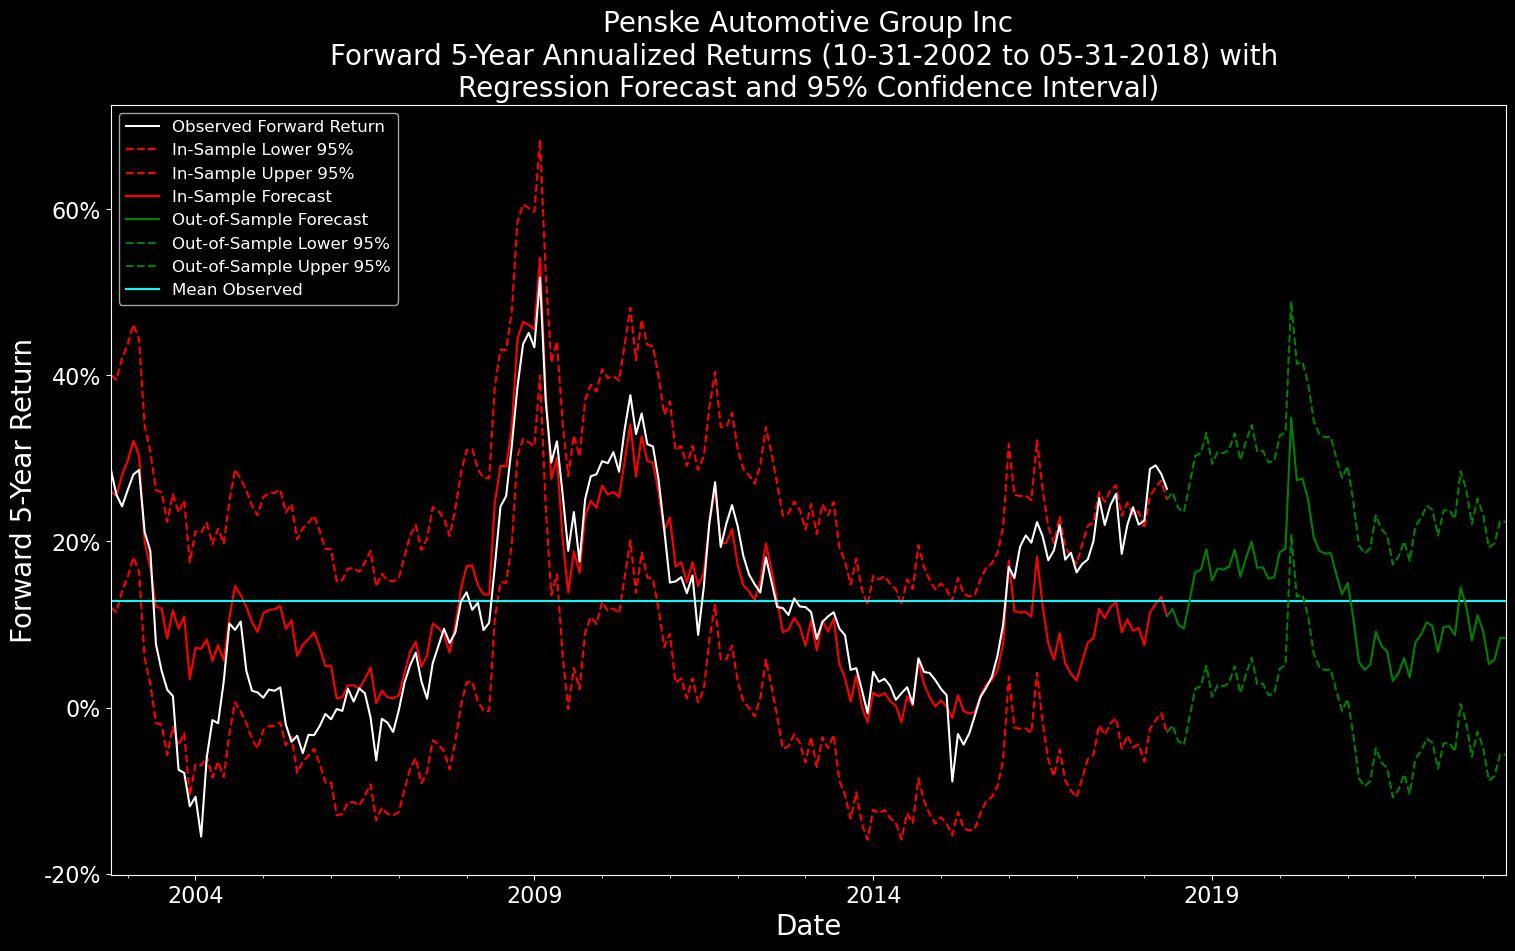 Penske Automotive Group Inc
Forward 5-Year Annualized Returns (10-31-2002 to 05-31-2018) with
Regression Forecast and 95% Confidence Interval)
Observed Forward Return
In-Sample Lower 95%
In-Sample Upper 95%
In-Sample Forecast
Out-of-Sample Forecast
Out-of-Sample Lower 95%
Out-of-Sample Upper 95%
Mean Observed
Forward 5-Year Return
60%
40%
20%
0%
-20%
2004
2009
2014
2019
Date